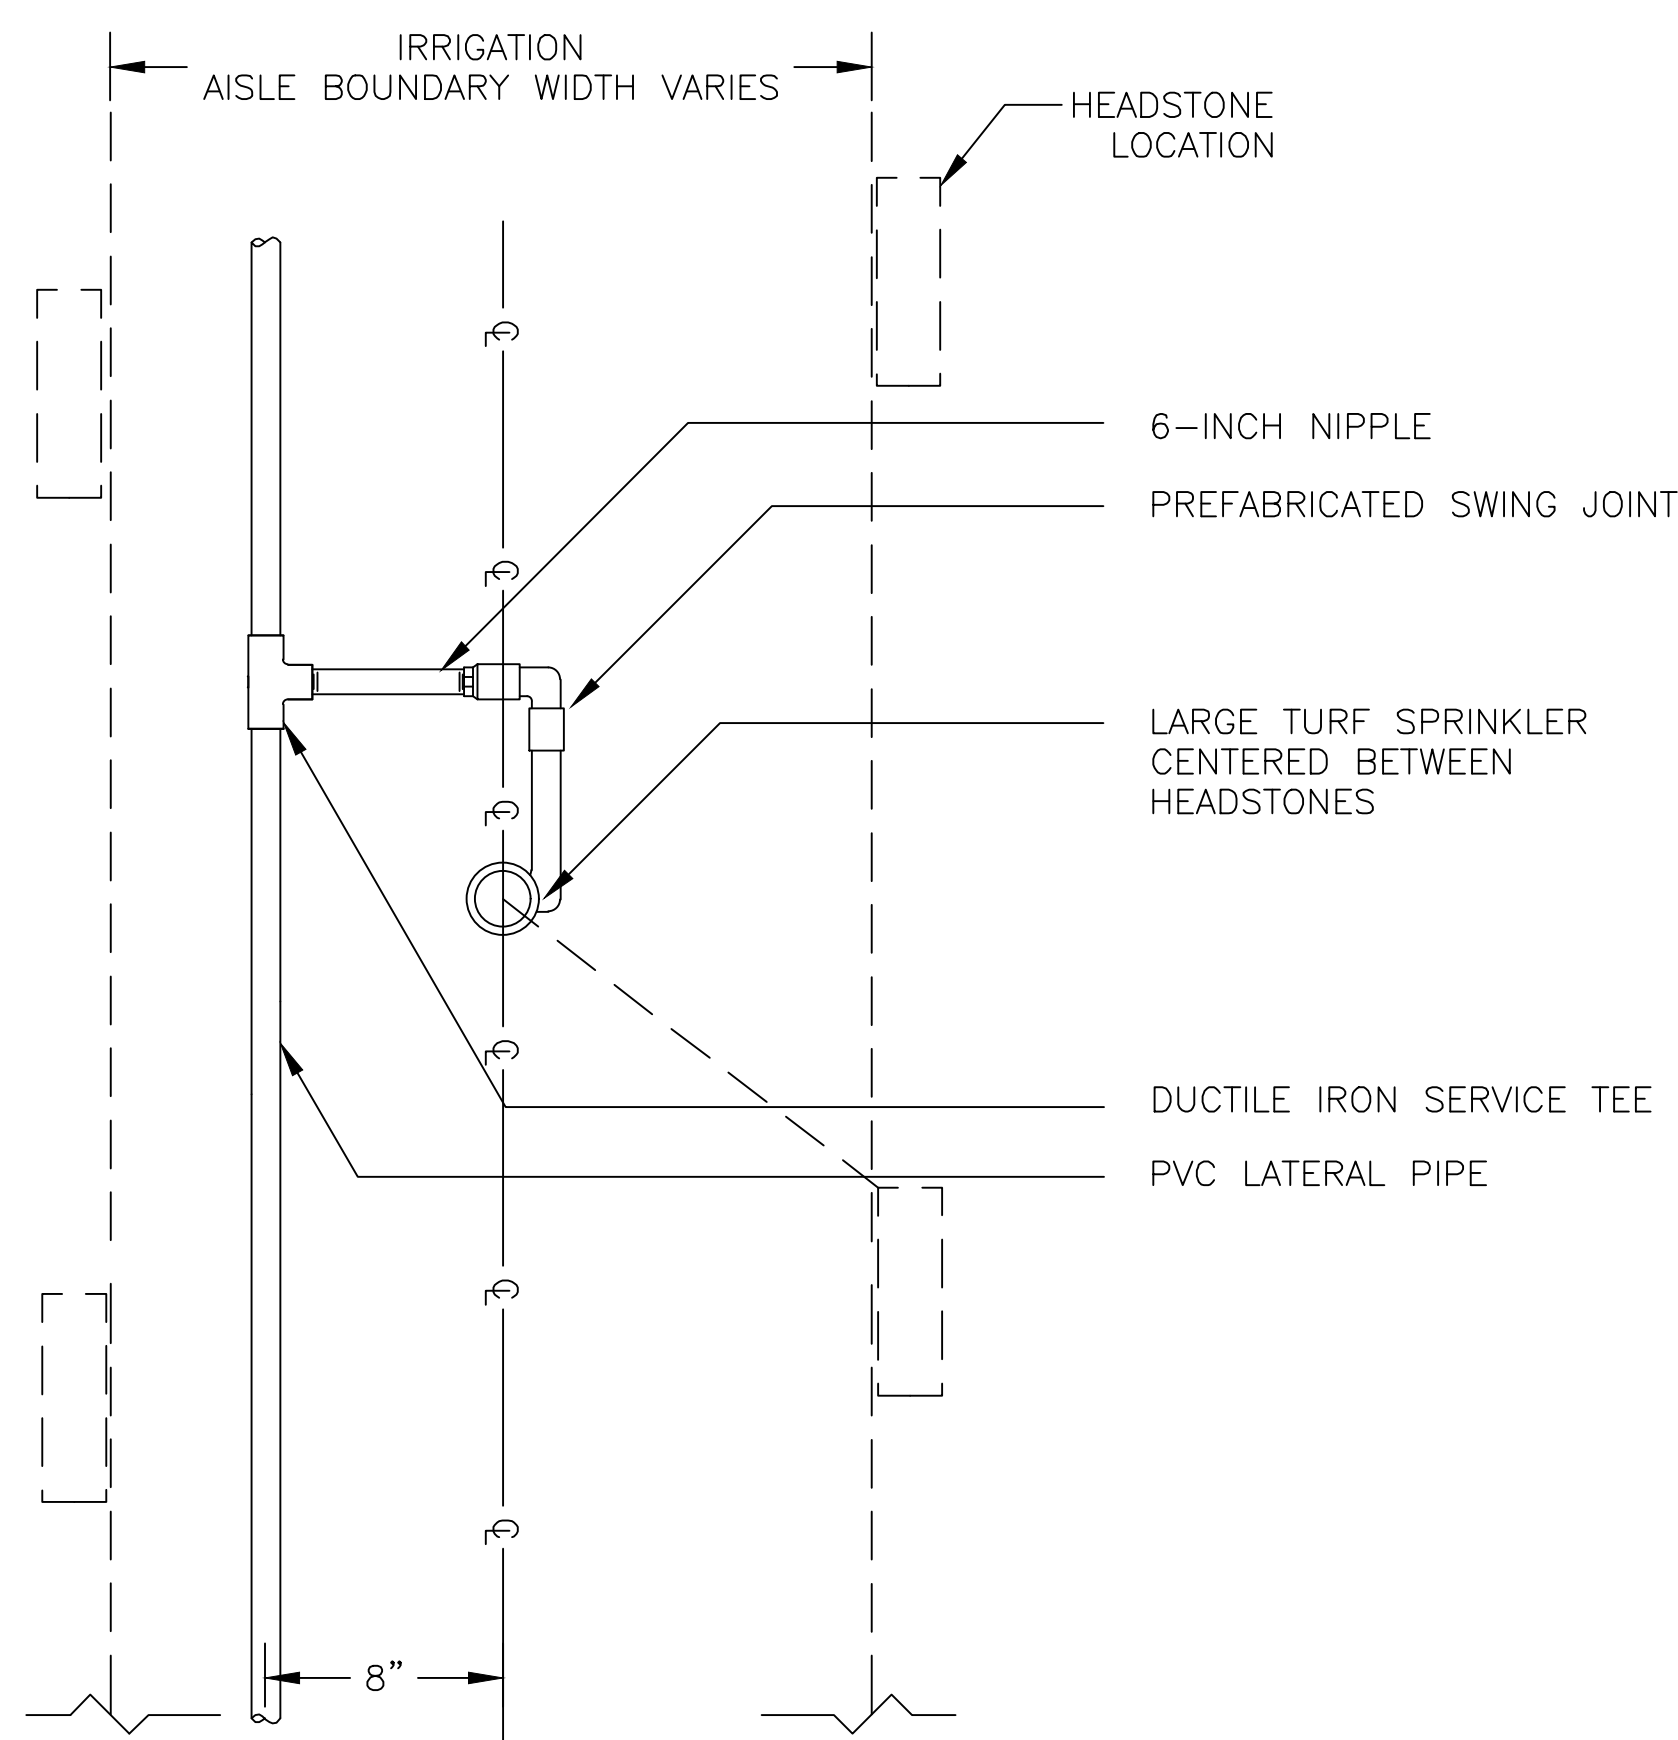 IRRIGATION
AISLE BOUNDARY WIDTH VARIES
HEADSTONE
LOCATION
6-INCH NIPPLE
PREFABRICATED SWING JOINT
LARGE TURF SPRINKLER
CENTERED BETWEEN
HEADSTONES
DUCTILE IRON SERVICE TEE
PVC LATERAL PIPE
8"